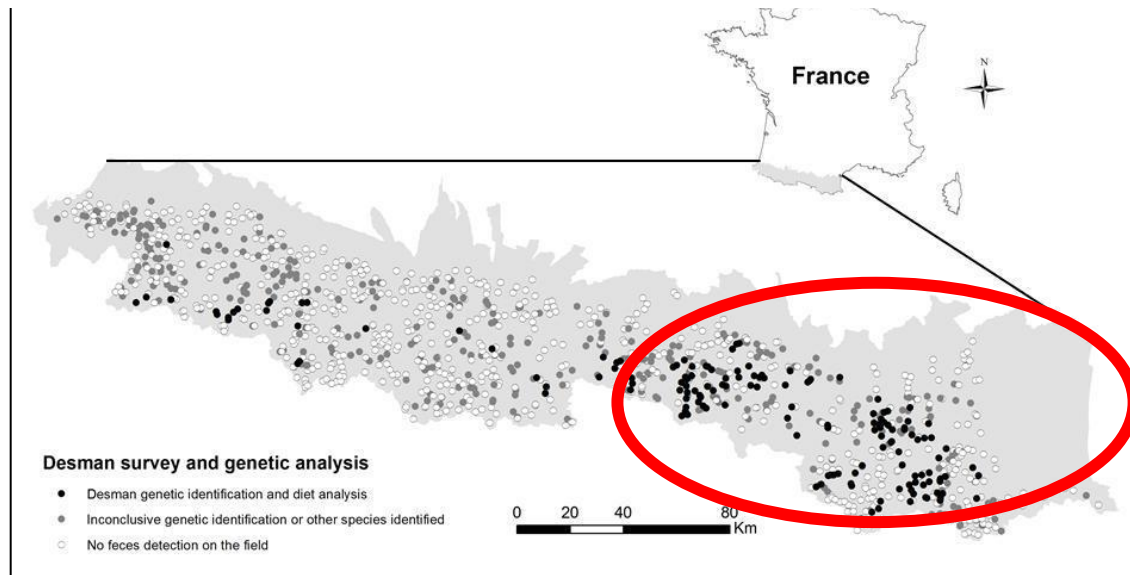 N
France
Desman survey and genetic analysis
Desman genetic identification and diet analysis
Inconclusive genetic identification or other species identified
No feces detection on the field
0 20 40 80
Km